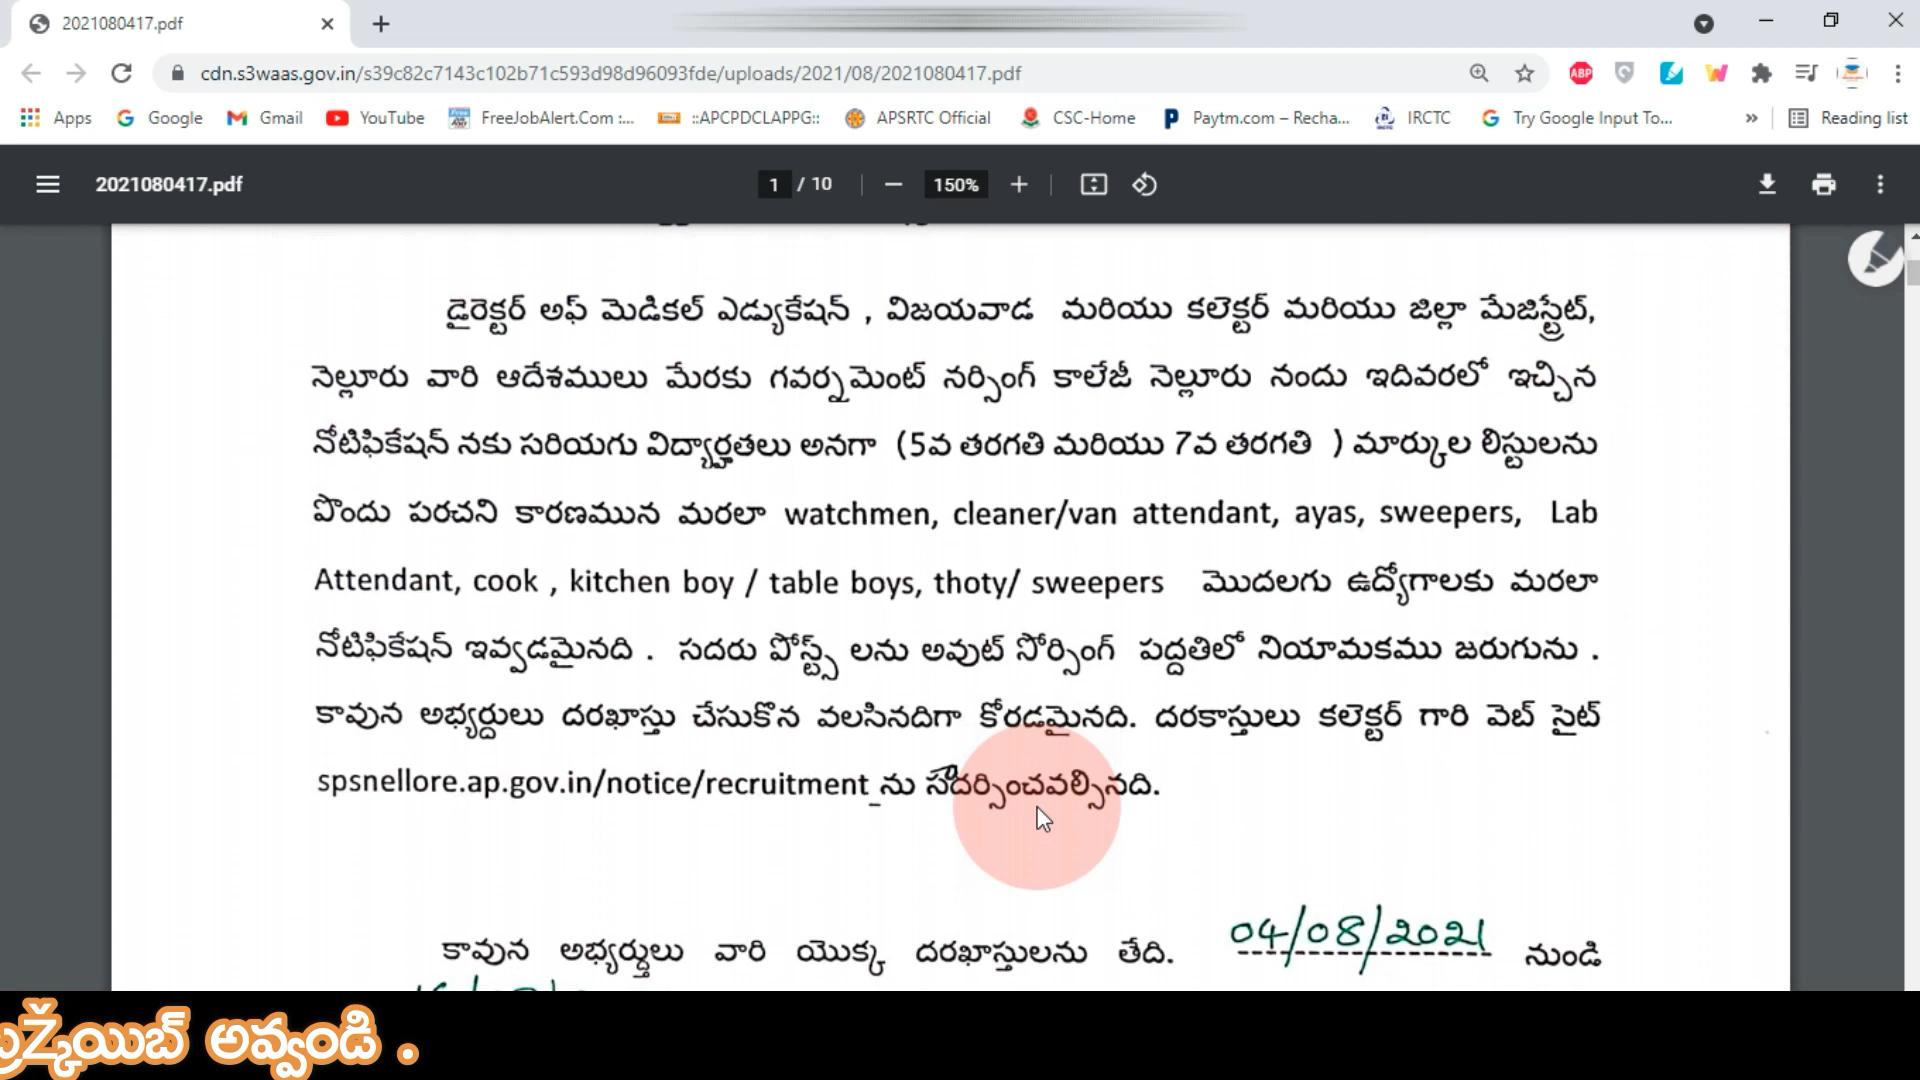 2021080417.pdf
cdn.s3waas.gov.in/s39c82c7143c102b71c593d98d96093fde/uploads/2021/08/2021080417.pdf
ABP
Apps Google Gmail YouTube FreeJobAlert.Com :... ::APCPDCLAPPG:: APSRTC Official CSC-Home Paytm.com – Recha... IRCTC Try Google Input To... » Reading list
2021080417.pdf 1 / 10 150%
డైరెక్టర్ అఫ్ మెడికల్ ఎడ్యుకేషన్ , విజయవాడ మరియు కలెక్టర్ మరియు జిల్లా మేజిస్ట్రేట్,
నెల్లూరు వారి ఆదేశములు మేరకు గవర్నమెంట్ నర్సింగ్ కాలేజీ నెల్లూరు నందు ఇదివరలో ఇచ్చిన
నోటిఫికేషన్ నకు సరియగు విద్యార్హతలు అనగా (5వ తరగతి మరియు 7వ తరగతి ) మార్కుల లిస్టులను
పొందు పరచని కారణమున మరలా watchmen, cleaner/van attendant, ayas, sweepers, Lab
Attendant, cook , kitchen boy / table boys, thoty/ sweepers మొదలగు ఉద్యోగాలకు మరలా
నోటిఫికేషన్ ఇవ్వడమైనది . సదరు పోస్ట్స్ లను అవుట్ సోర్సింగ్ పద్దతిలో నియామకము జరుగును .
కావున అభ్యర్దులు దరఖాస్తు చేసుకొన వలసినదిగా కోరడమైనది. దరకాస్తులు కలెక్టర్ గారి వెబ్ సైట్
spsnellore.ap.gov.in/notice/recruitment_ను సందర్సించవల్సినది.
కావున అభ్యర్దులు వారి యొక్క దరఖాస్తులను తేది. 04/08/2021 నుండి
అవ్వండి .